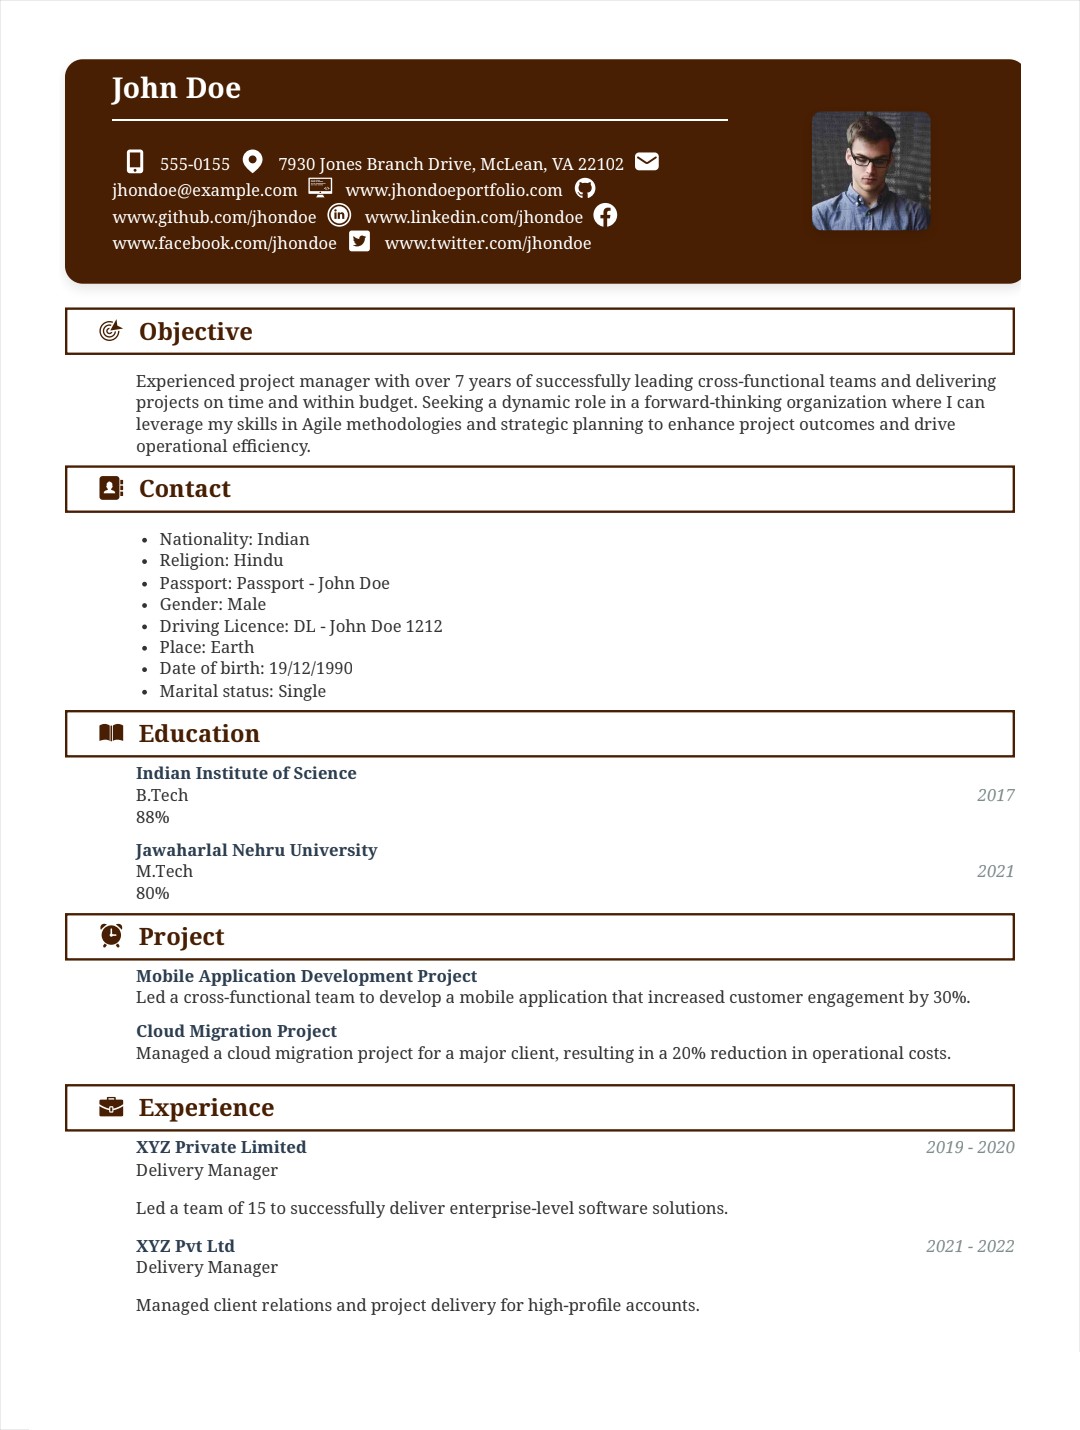 John Doe
555-0155 7930 Jones Branch Drive, McLean, VA 22102
jhondoe@example.com www.jhondoeportfolio.com
www.github.com/jhondoe www.linkedin.com/jhondoe
www.facebook.com/jhondoe www.twitter.com/jhondoe
Objective
Experienced project manager with over 7 years of successfully leading cross-functional teams and delivering
projects on time and within budget. Seeking a dynamic role in a forward-thinking organization where I can
leverage my skills in Agile methodologies and strategic planning to enhance project outcomes and drive
operational efficiency.
Contact
• Nationality: Indian
• Religion: Hindu
• Passport: Passport - John Doe
• Gender: Male
• Driving Licence: DL - John Doe 1212
• Place: Earth
• Date of birth: 19/12/1990
• Marital status: Single
Education
Indian Institute of Science
B.Tech 2017
88%
Jawaharlal Nehru University
M.Tech 2021
80%
Project
Mobile Application Development Project
Led a cross-functional team to develop a mobile application that increased customer engagement by 30%.
Cloud Migration Project
Managed a cloud migration project for a major client, resulting in a 20% reduction in operational costs.
Experience
XYZ Private Limited 2019 - 2020
Delivery Manager
Led a team of 15 to successfully deliver enterprise-level software solutions.
XYZ Pvt Ltd 2021 - 2022
Delivery Manager
Managed client relations and project delivery for high-profile accounts.